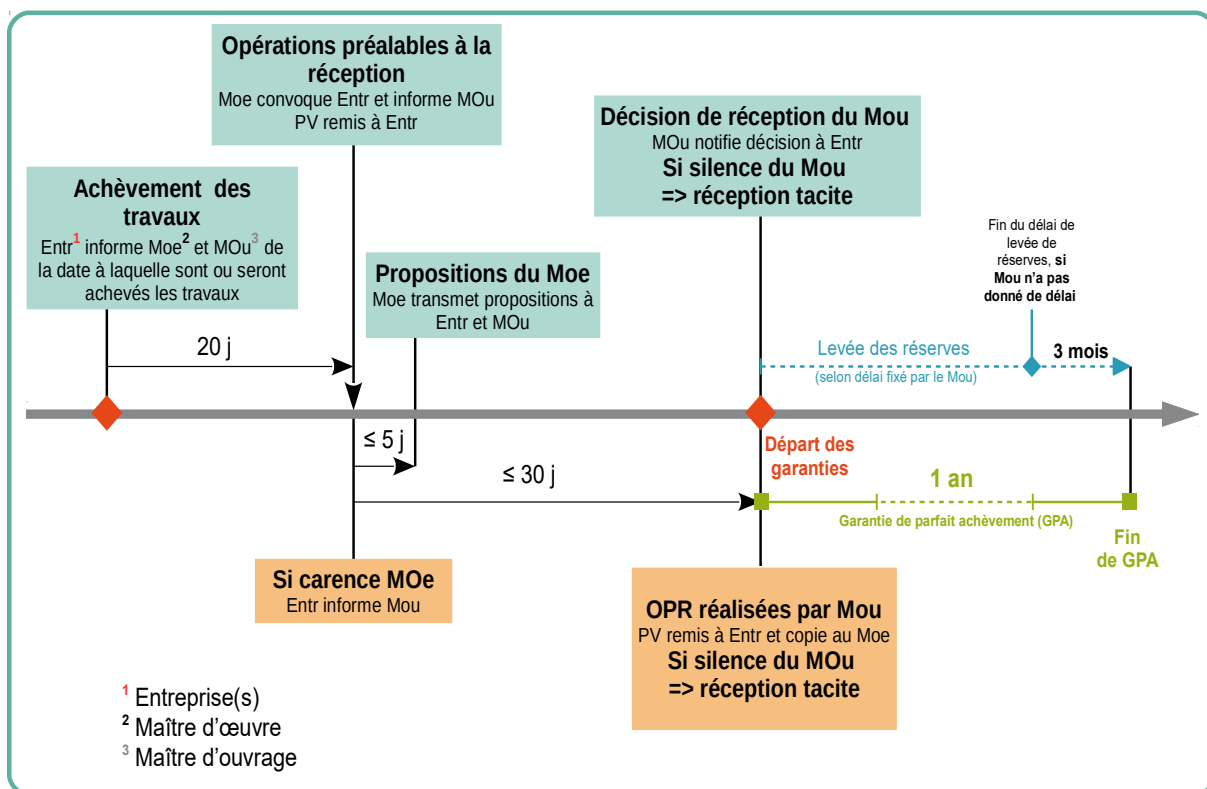 Opérations préalables à la
réception
Moe convoque Entr et informe MOu
PV remis à Entr
Décision de réception du Mou
MOu notifie décision à Entr
Si silence du Mou
=> réception tacite
Achèvement des
travaux
Entr1 informe Moe2 et MOu3 de
la date à laquelle sont ou seront
achevés les travaux
Propositions du Moe
Moe transmet propositions à
Entr et MOu
Fin du délai de
levée de
réserves, si
Mou n'a pas
donné de délai
20 j
Levée des réserves
(selon délai fixé par le Mou)
3 mois
≤ 5 j
≤ 30 j
Départ des
garanties
1 an
Garantie de parfait achèvement (GPA)
Fin
de GPA
Si carence MOe
Entr informe Mou
OPR réalisées par Mou
PV remis à Entr et copie au Moe
Si silence du MOu
=> réception tacite
1 Entreprise(s)
2 Maître d'œuvre
3 Maître d'ouvrage